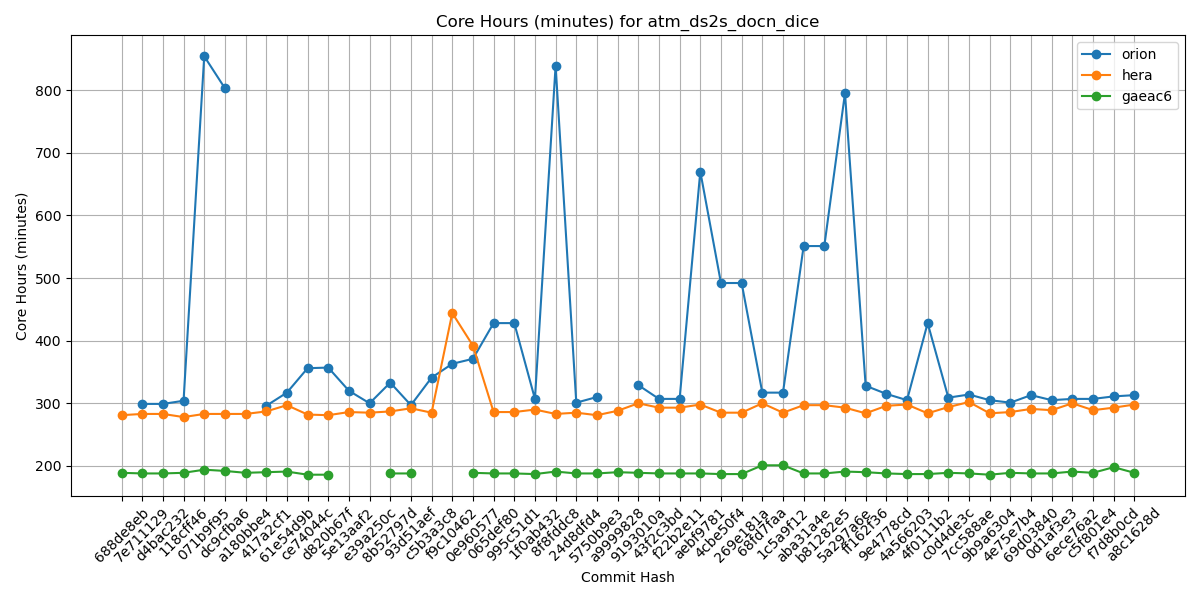 Core Hours (minutes) for atm_ds2s_docn_dice
orion
hera
gaeac6
Core Hours (minutes)
800
700
600
500
400
300
200
688de8eb
7e711129
d4bac232
118cff46
071b9f95
dc9cfba6
a180bbe4
417a2cf1
61e54d9b
ce74044c
d820b67f
5e13aaf2
e39a250c
8b52797d
93d51aef
c5b3a3c8
f9c10462
0e960577
065def80
995c51d1
1f0ab432
8f8fdfdc8
24d8dfd4
5750b9e3
a9999828
9193010a
43f253bd
f22b2e11
aebf9781
4cbe50f4
269e181a
68fd7faa
1c5a9f12
aba31a4e
b81282e5
5a297a6e
ff162f36
9e4778cd
4a566203
4f011b2
c0d4de3c
7cc588ae
9b9a6304
4e75e7b4
69d03840
0d1af3e3
6ece76a2
c5f801e4
f7d8b0cd
a8c1628d
Commit Hash